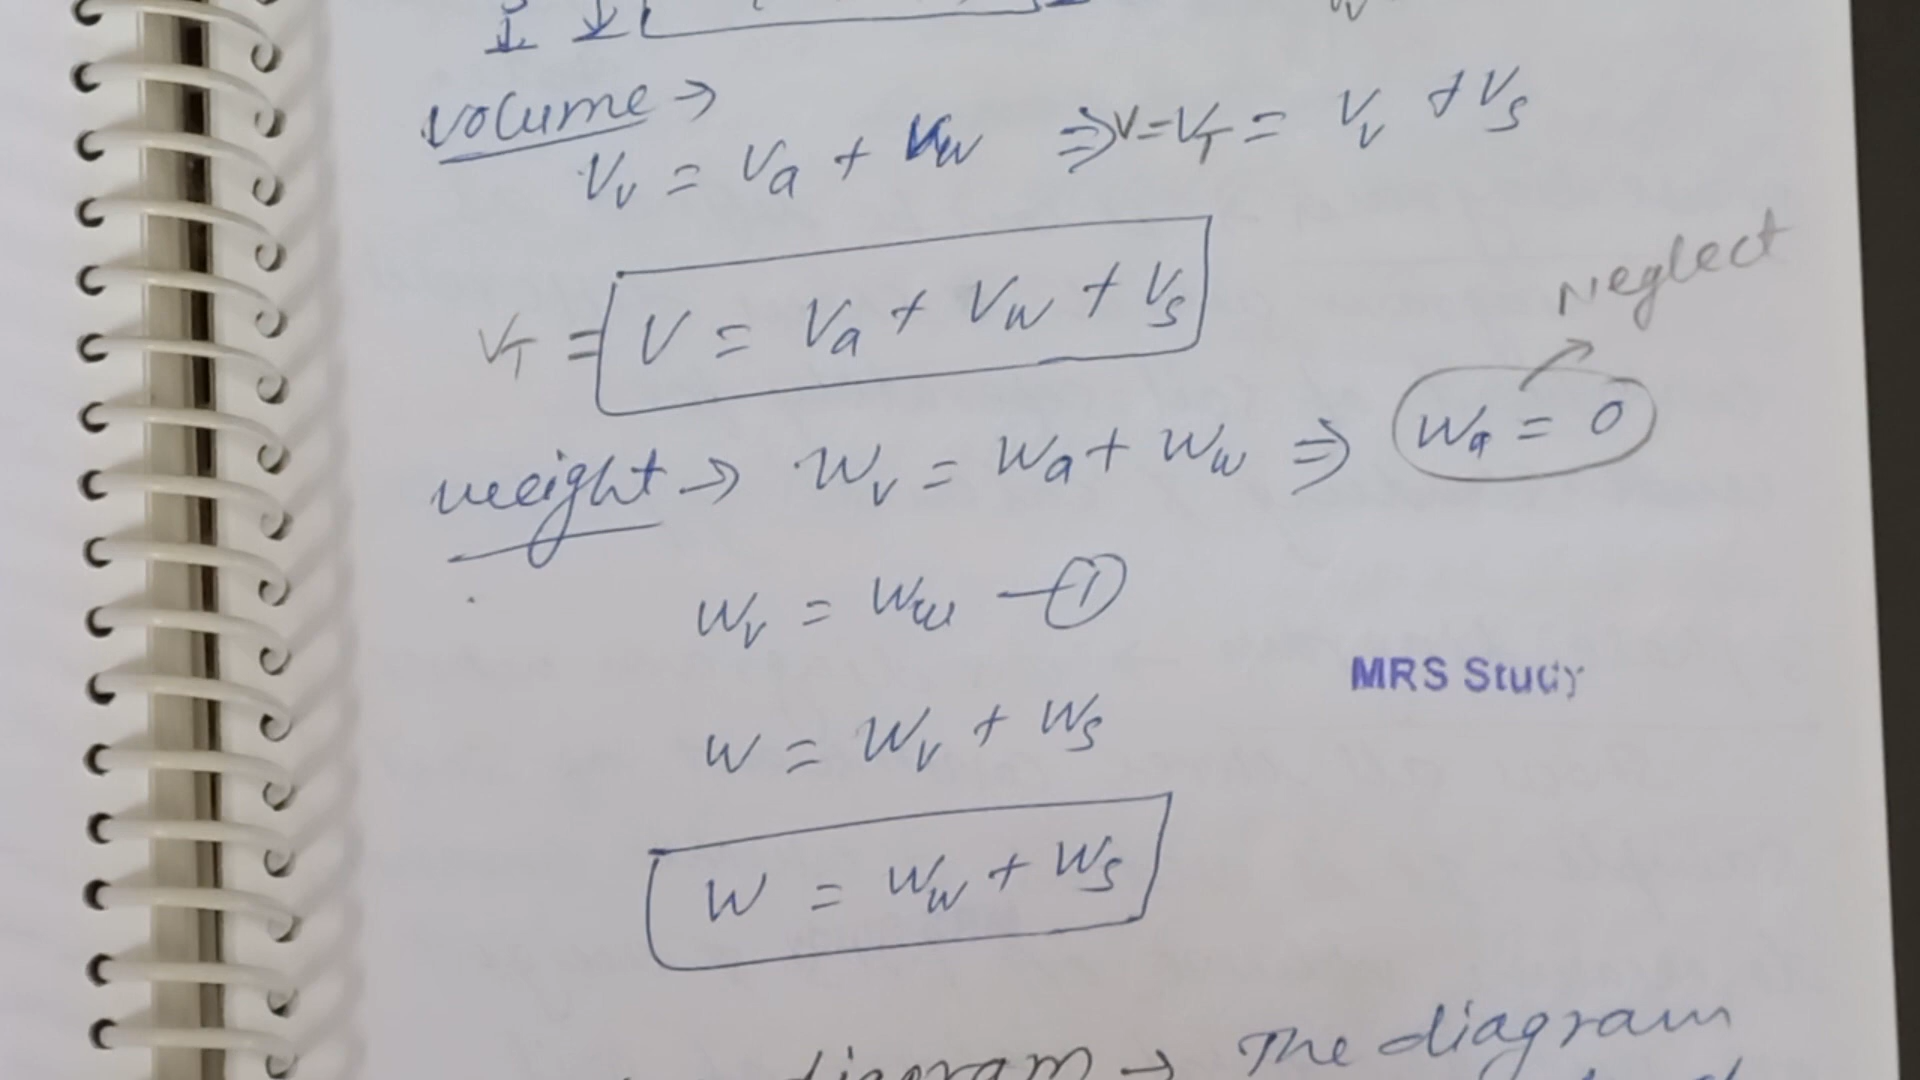 volume →
Vv = Va + Vw ⇒ V = VT = Vv + Vs
VT = V = Va + Vw + Vs
Neglect
weight → Wv = Wa + Ww ⇒ Wa = 0
Wv = Ww — ①
MRS Study
W = Wv + Ws
W = Ww + Ws
diagram → The diagram